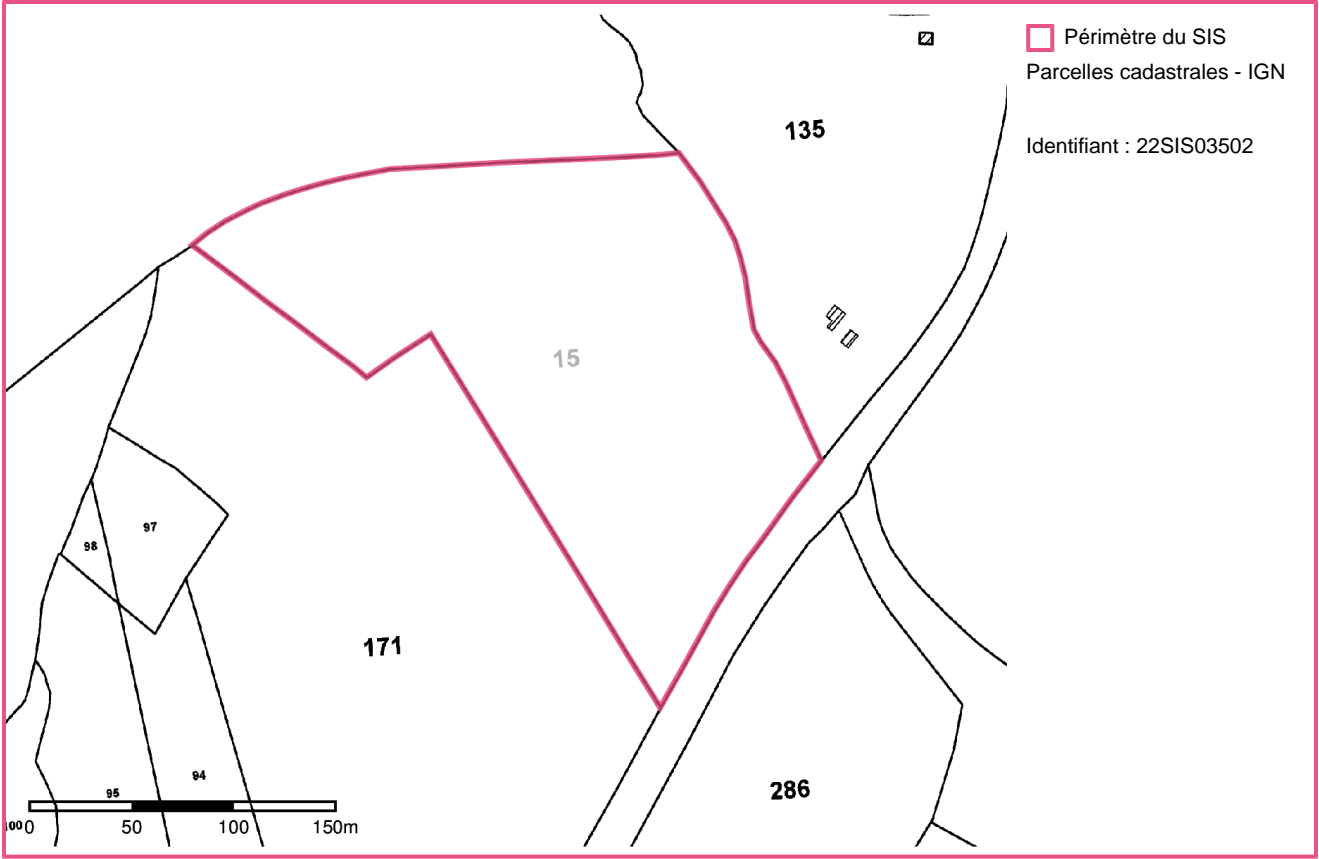 Périmètre du SIS
Parcelles cadastrales - IGN
Identifiant : 22SIS03502
135
15
97
98
171
94
95
286
100
0 50 100 150m